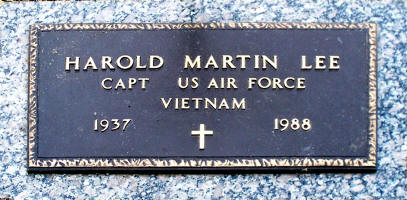 HAROLD MARTIN LEE
CAPT US AIR FORCE
VIETNAM
1937 1988